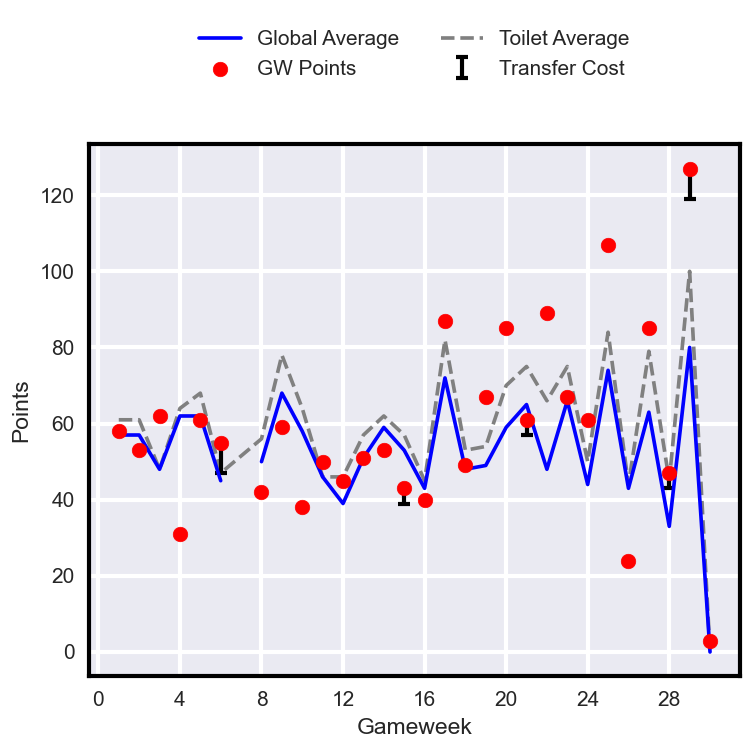 Global Average
GW Points
Toilet Average
Transfer Cost
120
100
80
60
40
20
0
Points
0 4 8 12 16 20 24 28
Gameweek